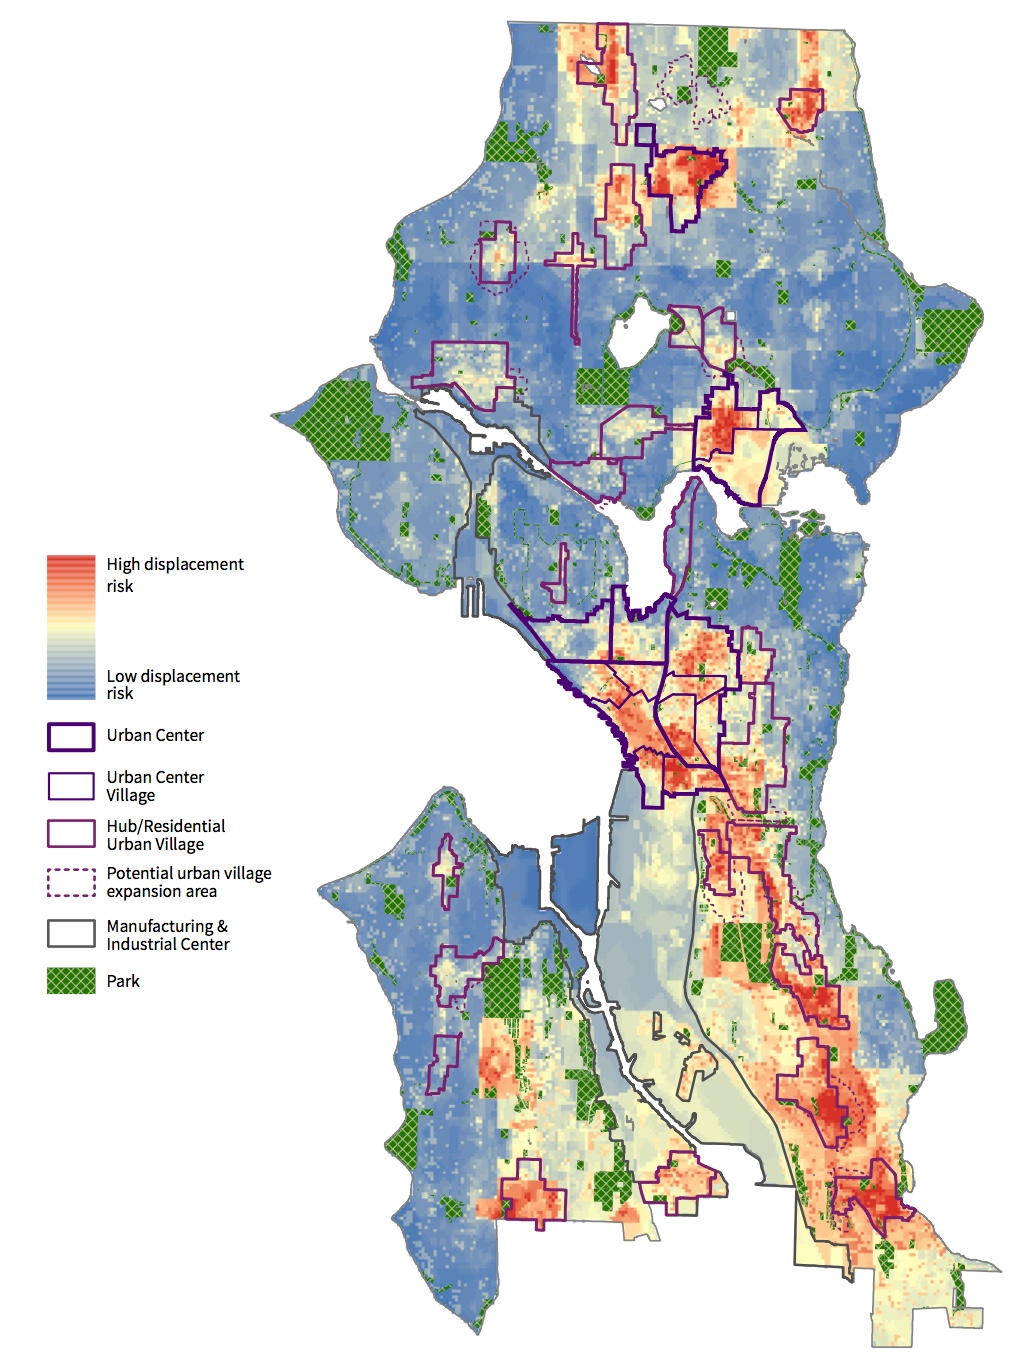 High displacement
risk
Low displacement
risk
Urban Center
Urban Center
Village
Hub/Residential
Urban Village
Potential urban village
expansion area
Manufacturing &
Industrial Center
Park